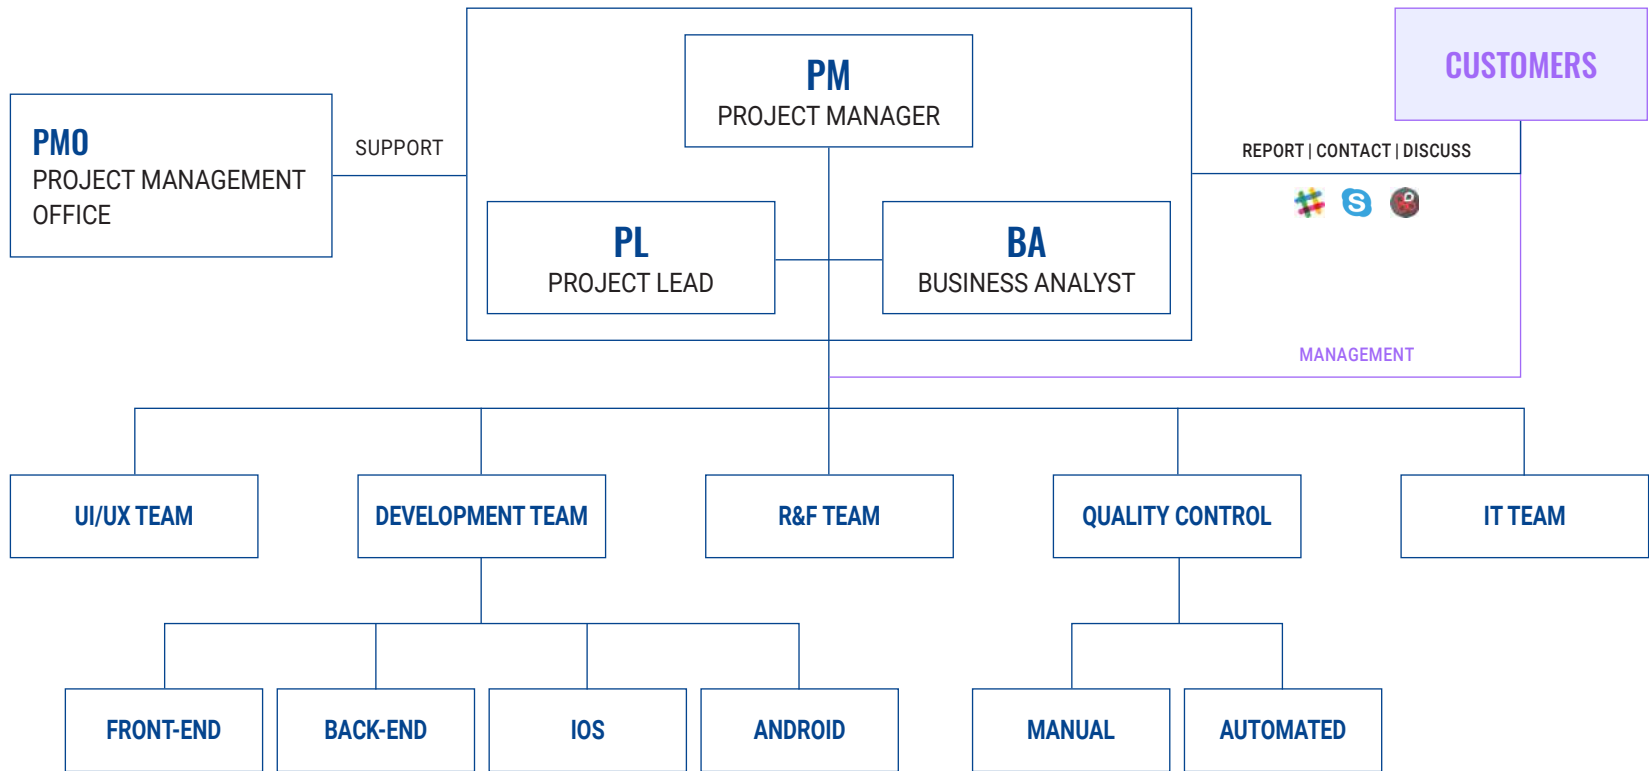 PM
PROJECT MANAGER
CUSTOMERS
PMO
PROJECT MANAGEMENT
OFFICE
SUPPORT
REPORT | CONTACT | DISCUSS
S
D
PL
PROJECT LEAD
BA
BUSINESS ANALYST
MANAGEMENT
UI/UX TEAM
DEVELOPMENT TEAM
R&F TEAM
QUALITY CONTROL
IT TEAM
FRONT-END
BACK-END
IOS
ANDROID
MANUAL
AUTOMATED